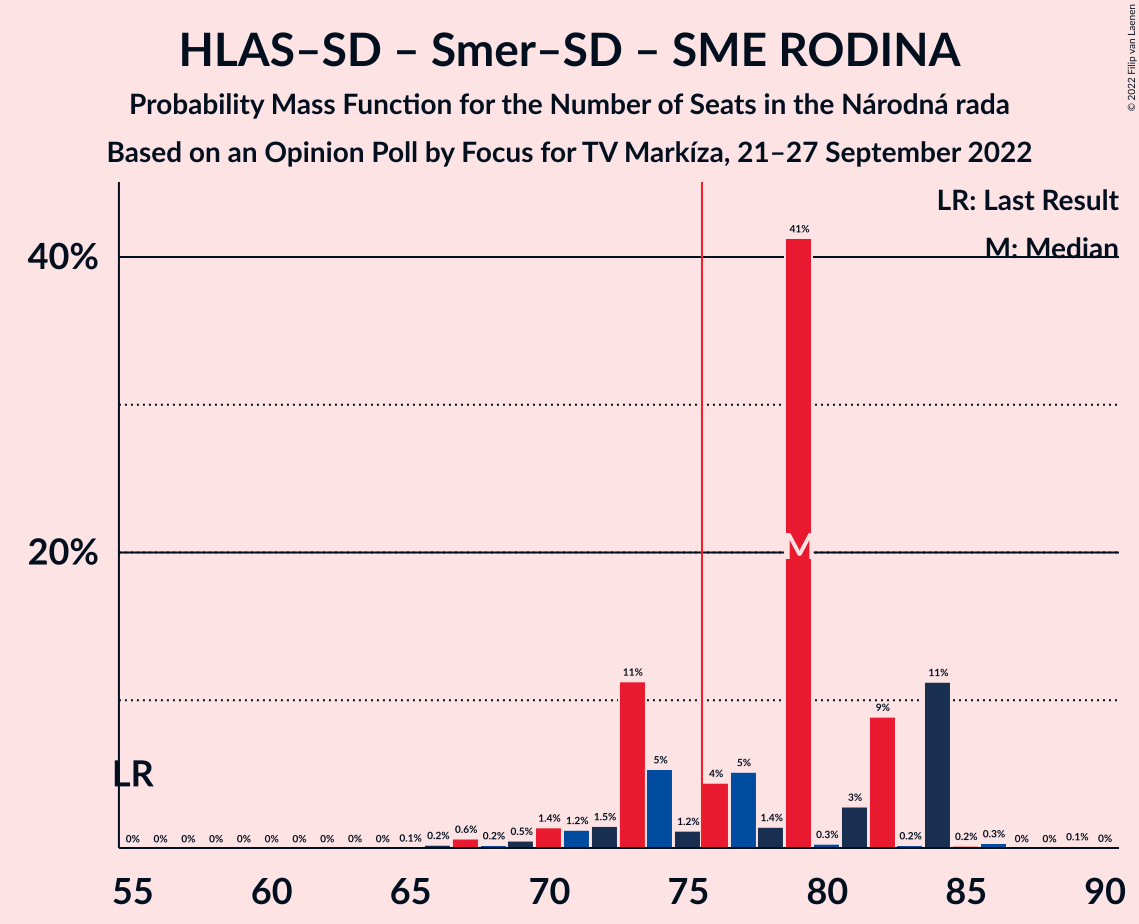 HLAS–SD – Smer–SD – SME RODINA
Probability Mass Function for the Number of Seats in the Národná rada
Based on an Opinion Poll by Focus for TV Markíza, 21–27 September 2022
© 2022 Filip van Laenen
LR: Last Result
M: Median
40%
20%
LR
M
0% 0% 0% 0% 0% 0% 0% 0% 0% 0% 0.1% 0.2% 0.6% 0.2% 0.5% 1.4% 1.2% 1.5% 11% 5% 1.2% 4% 5% 1.4% 41% 0.3% 3% 9% 0.2% 11% 0.2% 0.3% 0% 0% 0.1% 0%
55 60 65 70 75 80 85 90